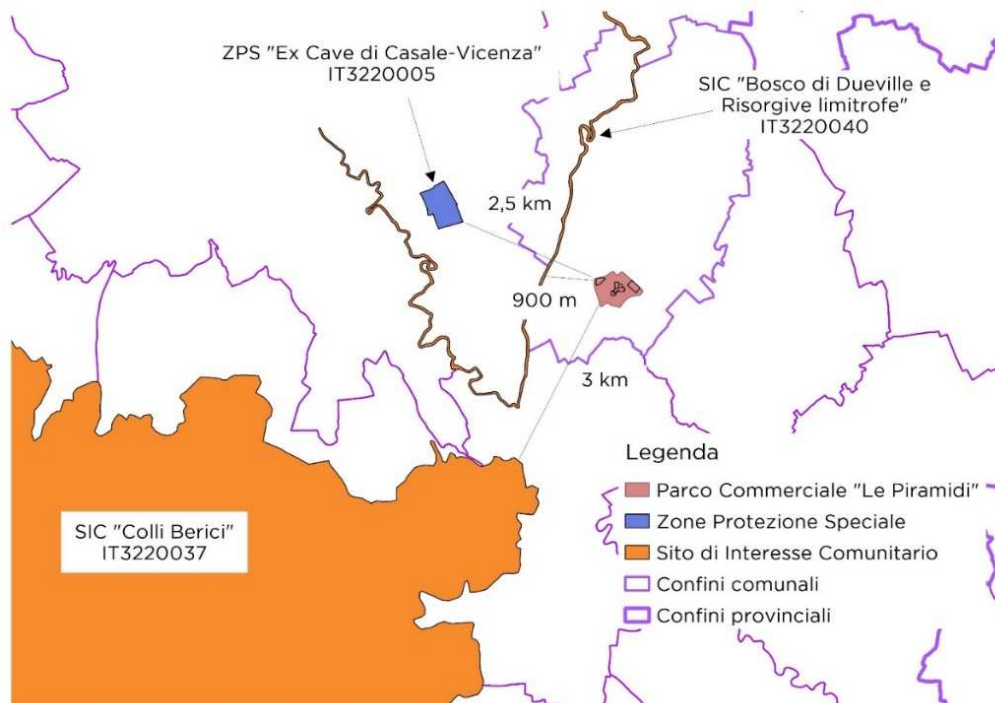 ZPS "Ex Cave di Casale-Vicenza"
IT3220005
SIC "Bosco di Dueville e
Risorgive limitrofe"
IT3220040
2,5 km
900 m
3 km
SIC "Colli Berici"
IT3220037
Legenda
Parco Commerciale "Le Piramidi"
Zone Protezione Speciale
Sito di Interesse Comunitario
Confini comunali
Confini provinciali